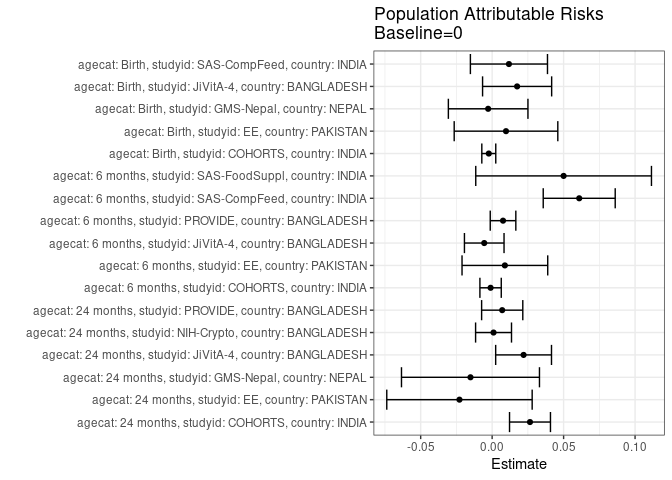 Population Attributable Risks
Baseline=0
agecat: Birth, studyid: SAS-CompFeed, country: INDIA
agecat: Birth, studyid: JiVitA-4, country: BANGLADESH
agecat: Birth, studyid: GMS-Nepal, country: NEPAL
agecat: Birth, studyid: EE, country: PAKISTAN
agecat: Birth, studyid: COHORTS, country: INDIA
agecat: 6 months, studyid: SAS-FoodSuppl, country: INDIA
agecat: 6 months, studyid: SAS-CompFeed, country: INDIA
agecat: 6 months, studyid: PROVIDE, country: BANGLADESH
agecat: 6 months, studyid: JiVitA-4, country: BANGLADESH
agecat: 6 months, studyid: EE, country: PAKISTAN
agecat: 6 months, studyid: COHORTS, country: INDIA
agecat: 24 months, studyid: PROVIDE, country: BANGLADESH
agecat: 24 months, studyid: NIH-Crypto, country: BANGLADESH
agecat: 24 months, studyid: JiVitA-4, country: BANGLADESH
agecat: 24 months, studyid: GMS-Nepal, country: NEPAL
agecat: 24 months, studyid: EE, country: PAKISTAN
agecat: 24 months, studyid: COHORTS, country: INDIA
-0.05 0.00 0.05 0.10
Estimate